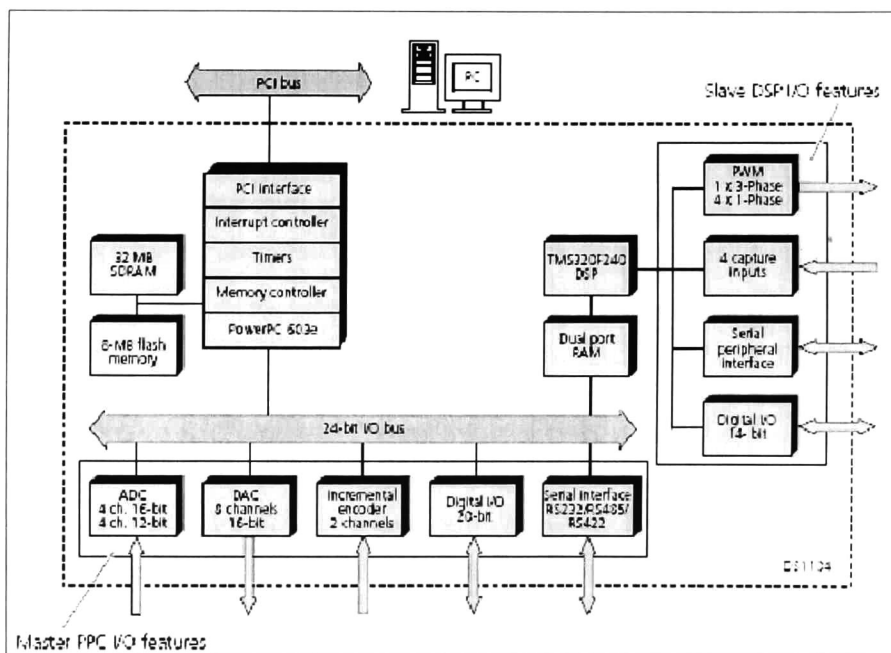 PC
PCI bus
Slave DSP I/O features
PCI interface
Interrupt controller
Timers
Memory controller
PowerPC 603e
32 MB
SDRAM
8-MB flash
memory
TMS320F240
DSP
Dual port
RAM
PWM
1 x 3-Phase
4 x 1-Phase
4 capture
inputs
Serial
peripheral
interface
Digital I/O
14- bit
24-bit I/O bus
ADC
4 ch. 16-bit
4 ch. 12-bit
DAC
8 channels
16-bit
Incremental
encoder
2 channels
Digital I/O
20-bit
Serial interface
RS232/RS485/
RS422
DS1104
Master PPC I/O features